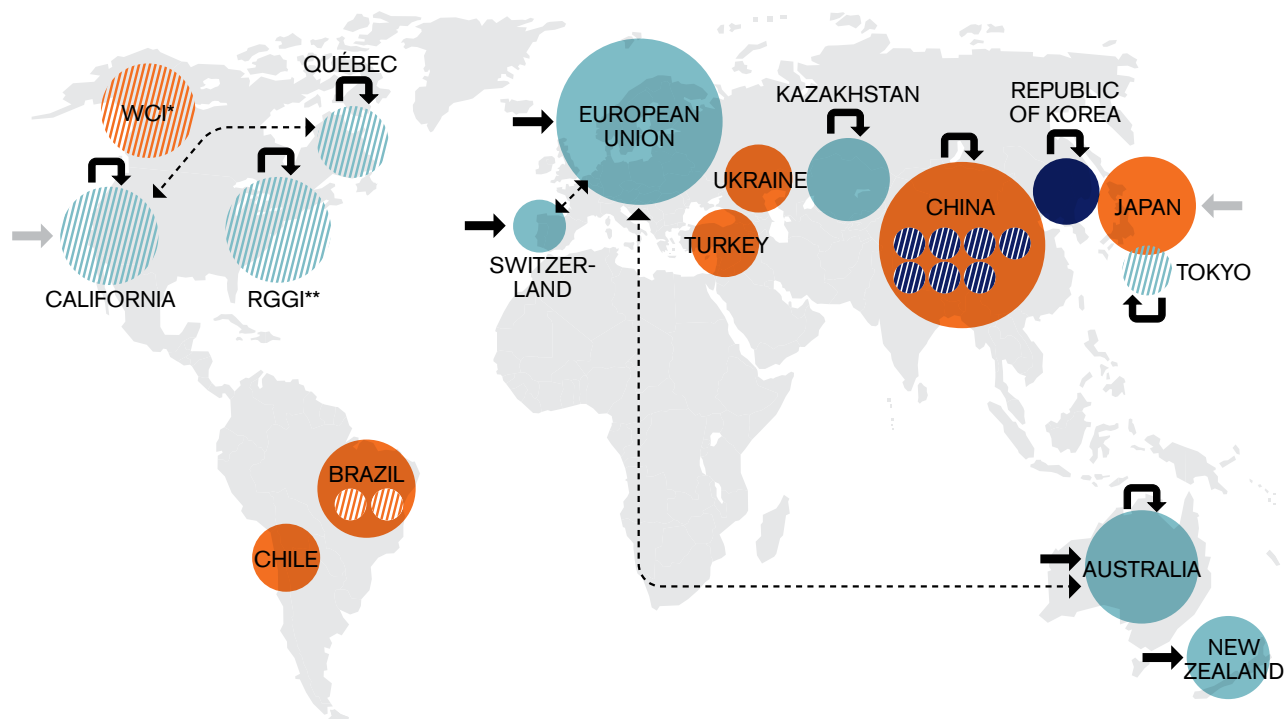 QUÉBEC
WCI*
CALIFORNIA
RGGI**
EUROPEAN
UNION
SWITZER-
LAND
UKRAINE
TURKEY
KAZAKHSTAN
CHINA
REPUBLIC
OF KOREA
JAPAN
TOKYO
BRAZIL
CHILE
AUSTRALIA
NEW
ZEALAND